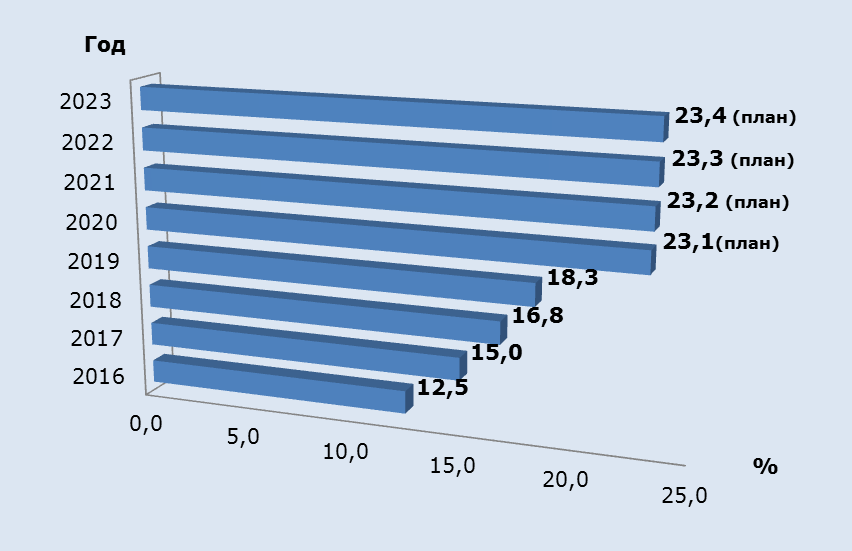 Год
2023 23,4 (план)
2022 23,3 (план)
2021 23,2 (план)
2020 23,1(план)
2019 18,3
2018 16,8
2017 15,0
2016 12,5
0,0 5,0 10,0 15,0 20,0 25,0
%